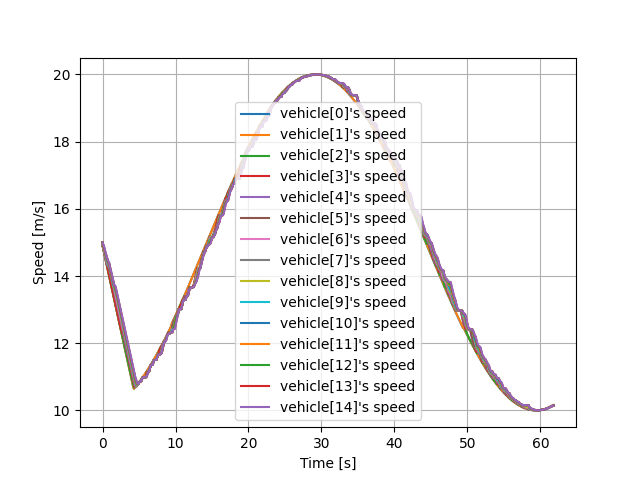 20
18
16
14
12
10
Speed [m/s]
vehicle[0]'s speed
vehicle[1]'s speed
vehicle[2]'s speed
vehicle[3]'s speed
vehicle[4]'s speed
vehicle[5]'s speed
vehicle[6]'s speed
vehicle[7]'s speed
vehicle[8]'s speed
vehicle[9]'s speed
vehicle[10]'s speed
vehicle[11]'s speed
vehicle[12]'s speed
vehicle[13]'s speed
vehicle[14]'s speed
0 10 20 30 40 50 60
Time [s]